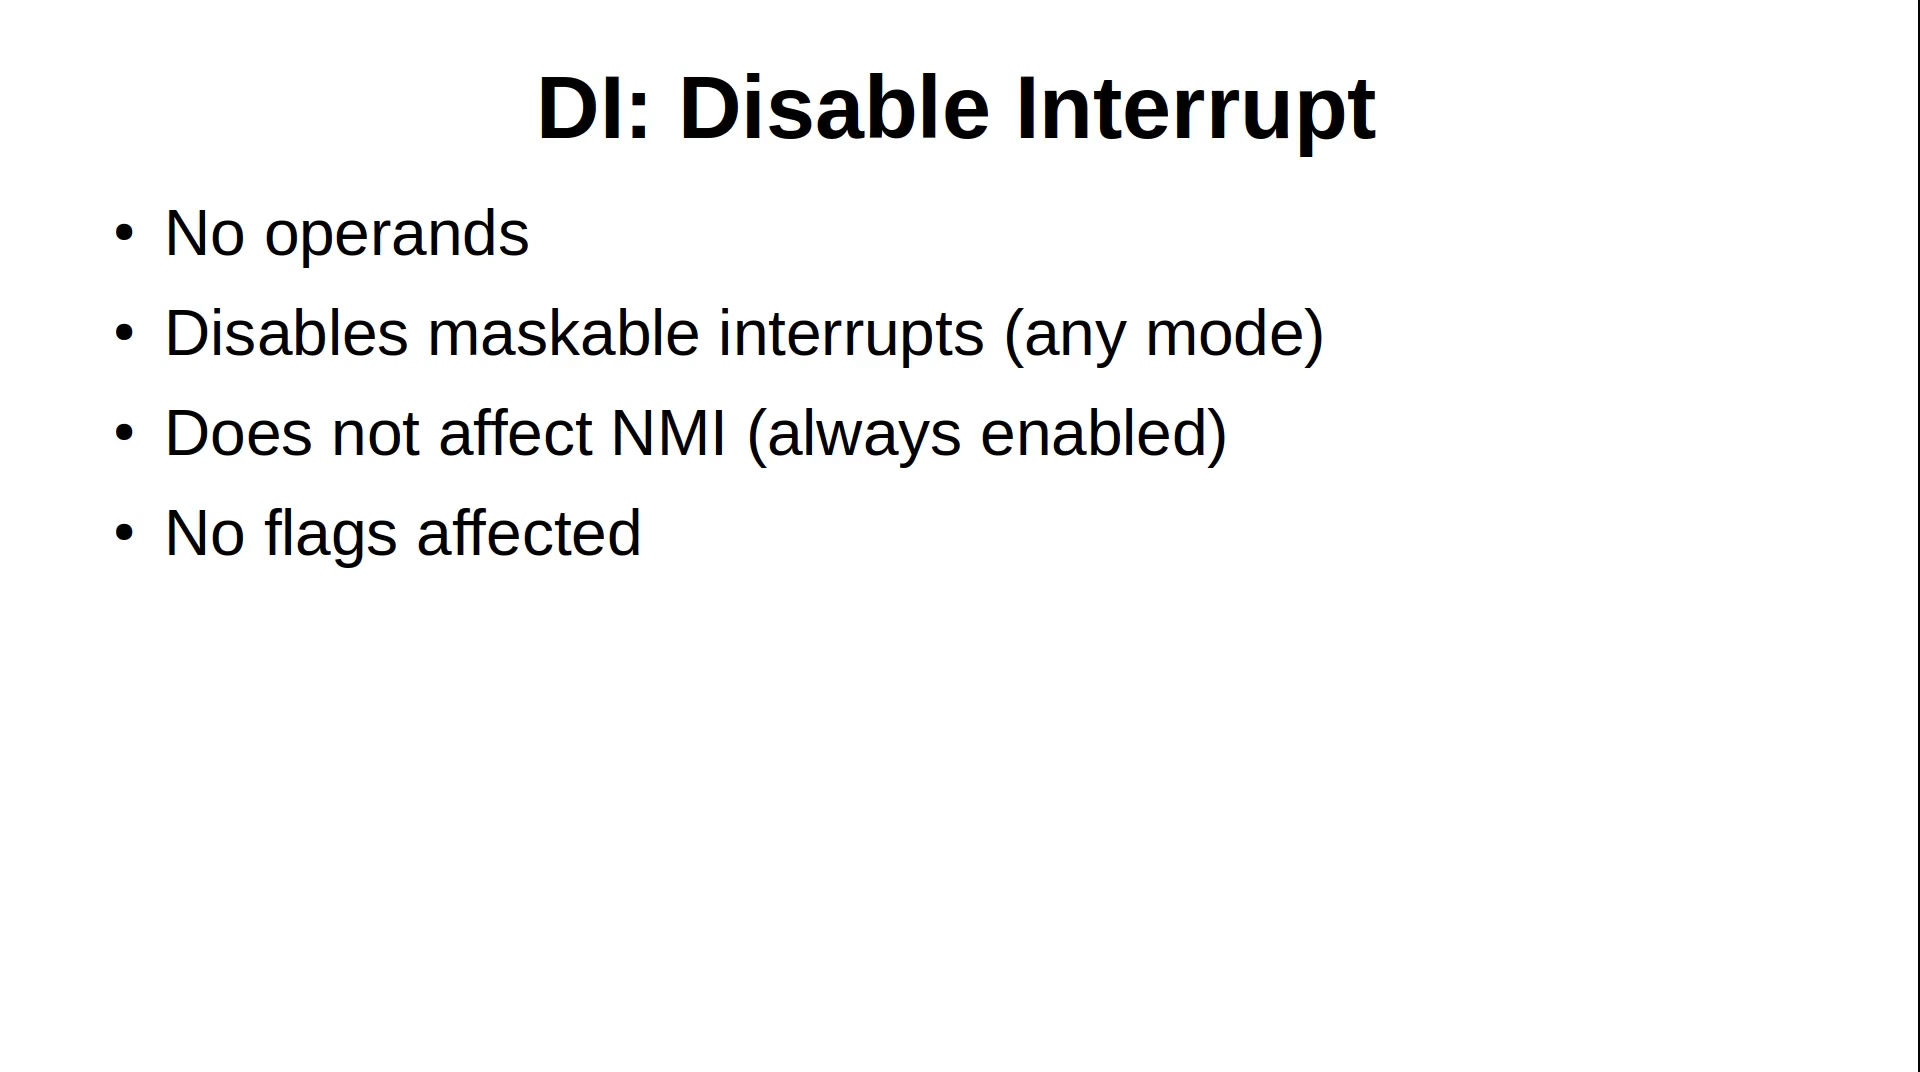 DI: Disable Interrupt
• No operands
• Disables maskable interrupts (any mode)
• Does not affect NMI (always enabled)
• No flags affected